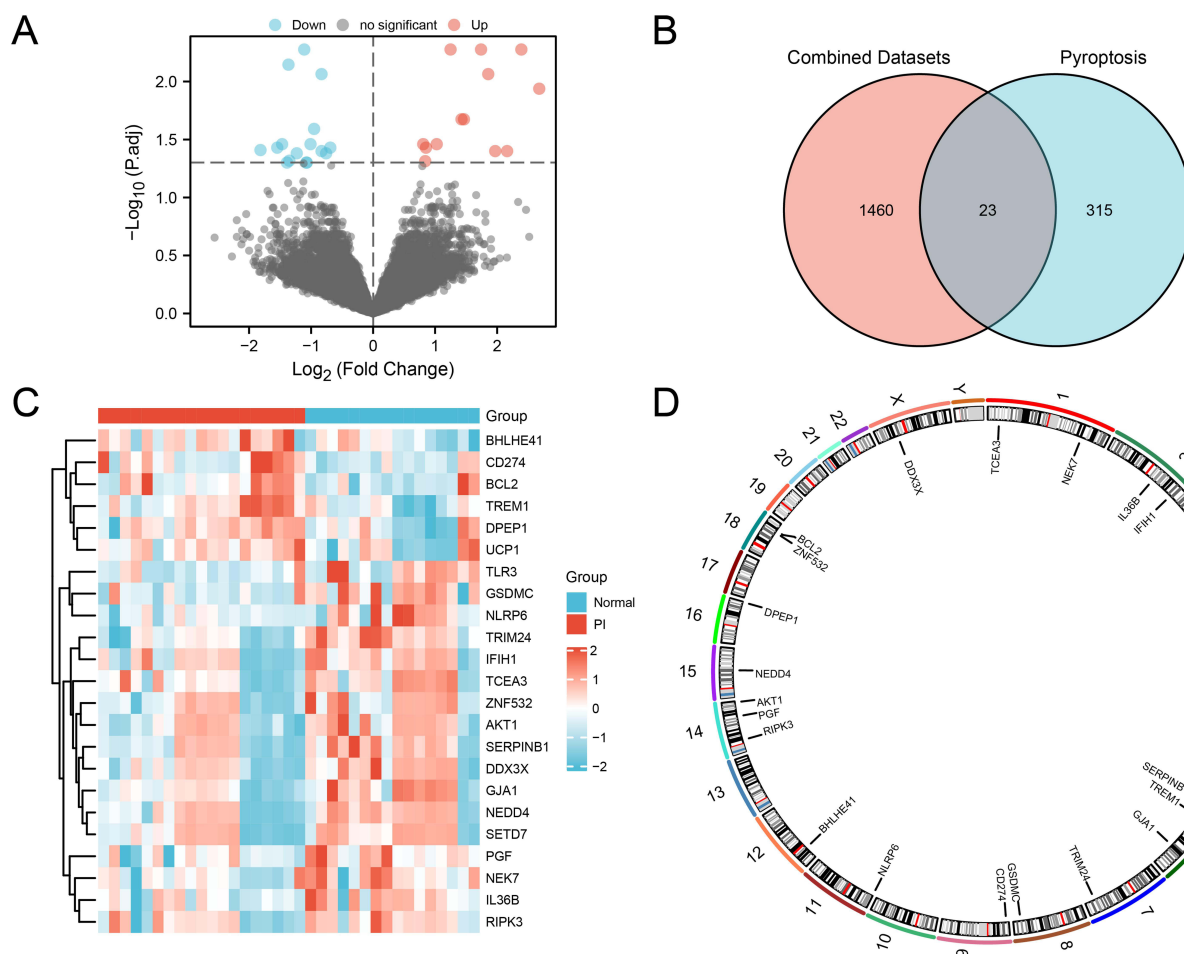 A
Down no significant Up
−Log10 (P.adj)
2.0
1.5
1.0
0.5
0.0
−2 −1 0 1 2
Log2 (Fold Change)
B
Combined Datasets Pyroptosis
1460 23 315
C
Group
BHLHE41
CD274
BCL2
TREM1
DPEP1
UCP1
TLR3
GSDMC
NLRP6
TRIM24
IFIH1
TCEA3
ZNF532
AKT1
SERPINB1
DDX3X
GJA1
NEDD4
SETD7
PGF
NEK7
IL36B
RIPK3
Group
Normal
PI
2
1
0
−1
−2
D
1
Y
X
22
21
20
19
18
17
16
15
14
13
12
11
10
8
7
TCEA3
NEK7
IL36B
IFIH1
DDX3X
BCL2
ZNF532
DPEP1
NEDD4
AKT1
PGF
RIPK3
BHLHE41
NLRP6
CD274
GSDMC
TRIM24
GJA1
TREM1
SERPINB